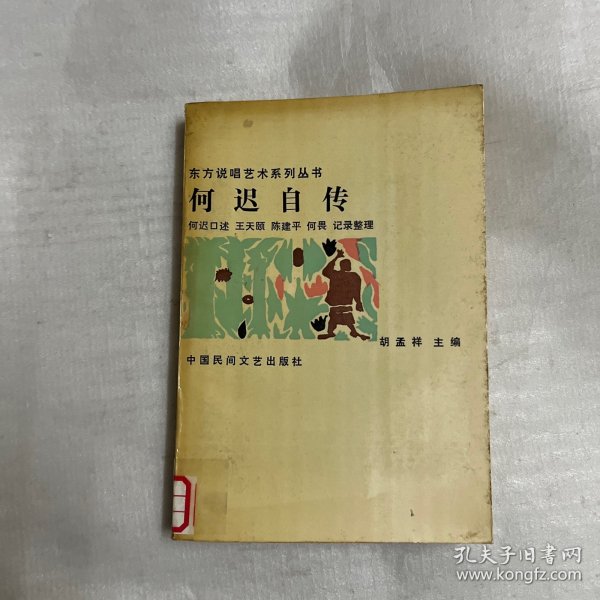 东方说唱艺术系列丛书
何迟自传
何迟口述 王天颐 陈建平 何畏 记录整理
胡孟祥 主编
中国民间文艺出版社
孔夫子旧书网
www.kongfz.com